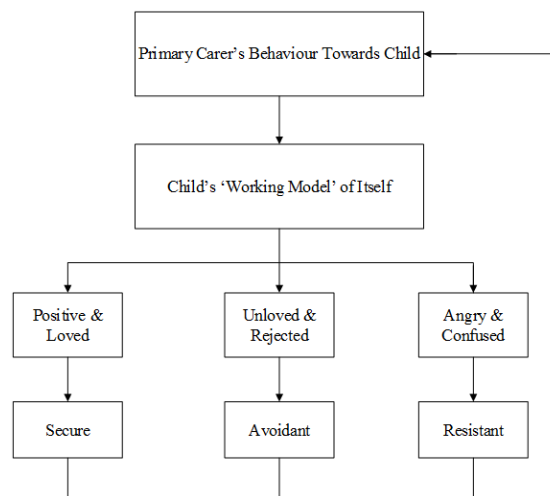 Primary Carer's Behaviour Towards Child
Child's ‘Working Model’ of Itself
Positive &
Loved
Unloved &
Rejected
Angry &
Confused
Secure
Avoidant
Resistant